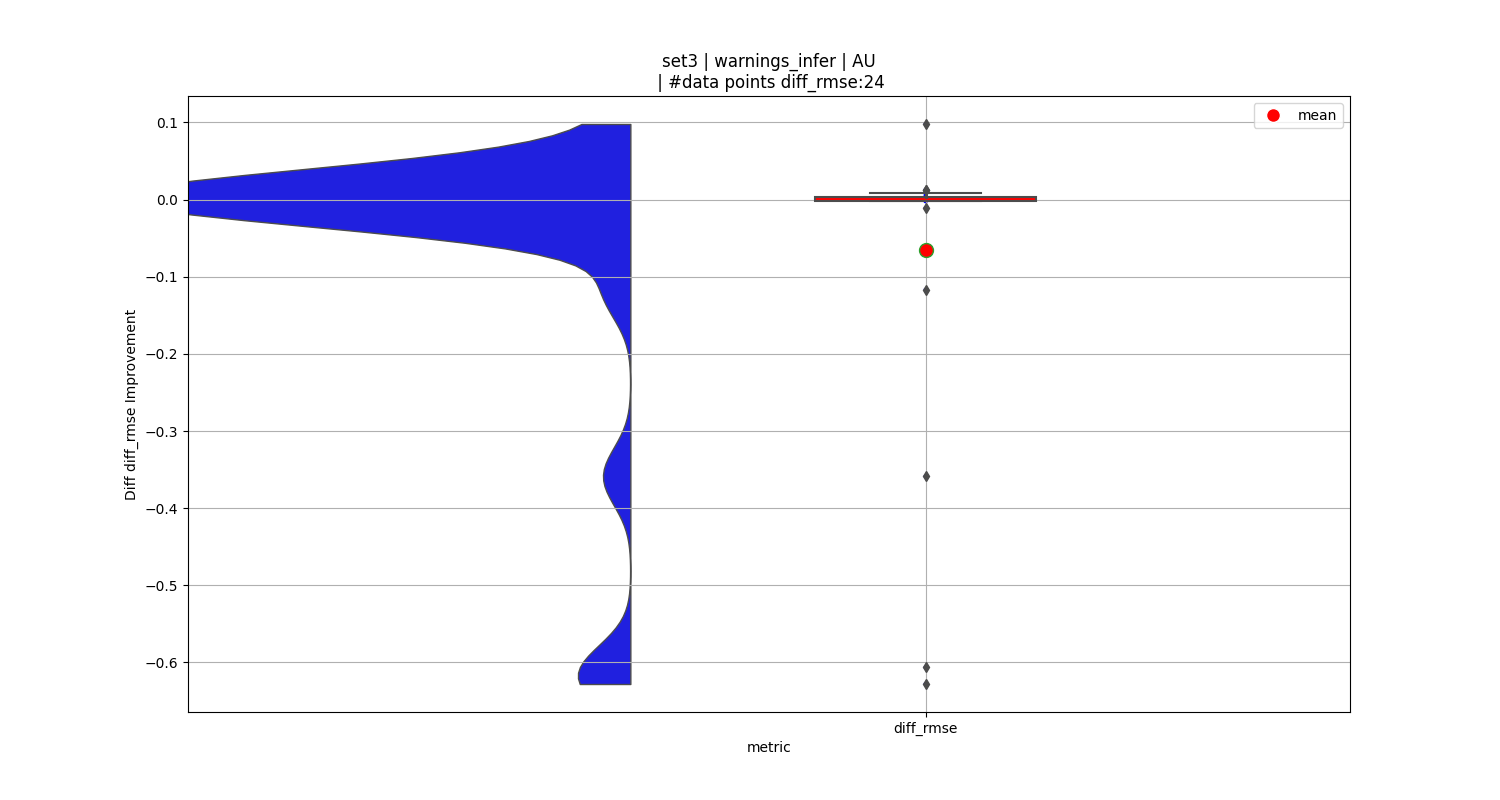 set3 | warnings_infer | AU
| #data points diff_rmse:24
mean
0.1
0.0
−0.1
−0.2
−0.3
−0.4
−0.5
−0.6
Diff diff_rmse Improvement
diff_rmse
metric